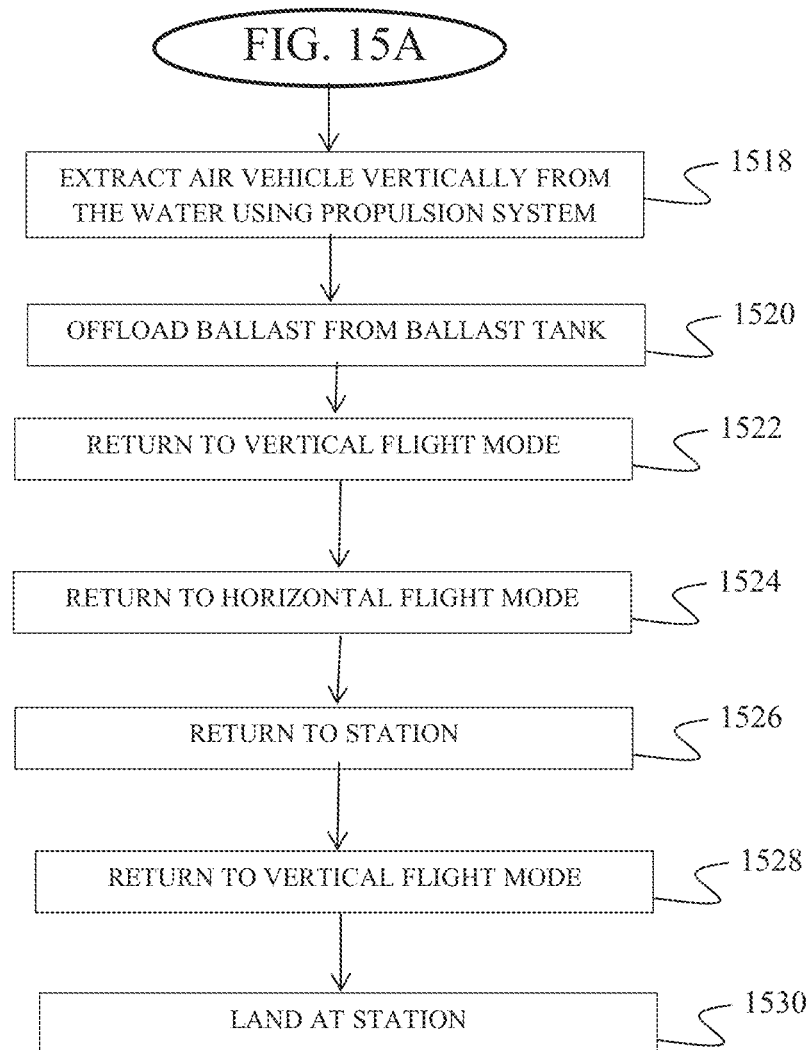 FIG. 15A
EXTRACT AIR VEHICLE VERTICALLY FROM
THE WATER USING PROPULSION SYSTEM
1518
OFFLOAD BALLAST FROM BALLAST TANK
1520
RETURN TO VERTICAL FLIGHT MODE
1522
RETURN TO HORIZONTAL FLIGHT MODE
1524
RETURN TO STATION
1526
RETURN TO VERTICAL FLIGHT MODE
1528
LAND AT STATION
1530